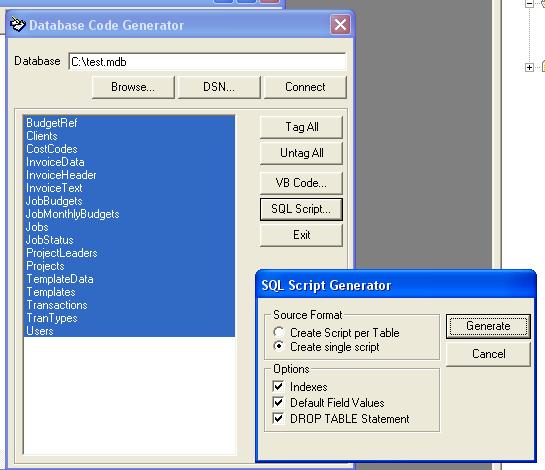 Database Code Generator
Database C:\test.mdb
Browse... DSN... Connect
BudgetRef
Clients
CostCodes
InvoiceData
InvoiceHeader
InvoiceText
JobBudgets
JobMonthlyBudgets
Jobs
JobStatus
ProjectLeaders
Projects
TemplateData
Templates
Transactions
TranTypes
Users
Tag All
Untag All
VB Code...
SQL Script...
Exit
SQL Script Generator
Source Format
Create Script per Table
Create single script
Options
Indexes
Default Field Values
DROP TABLE Statement
Generate
Cancel